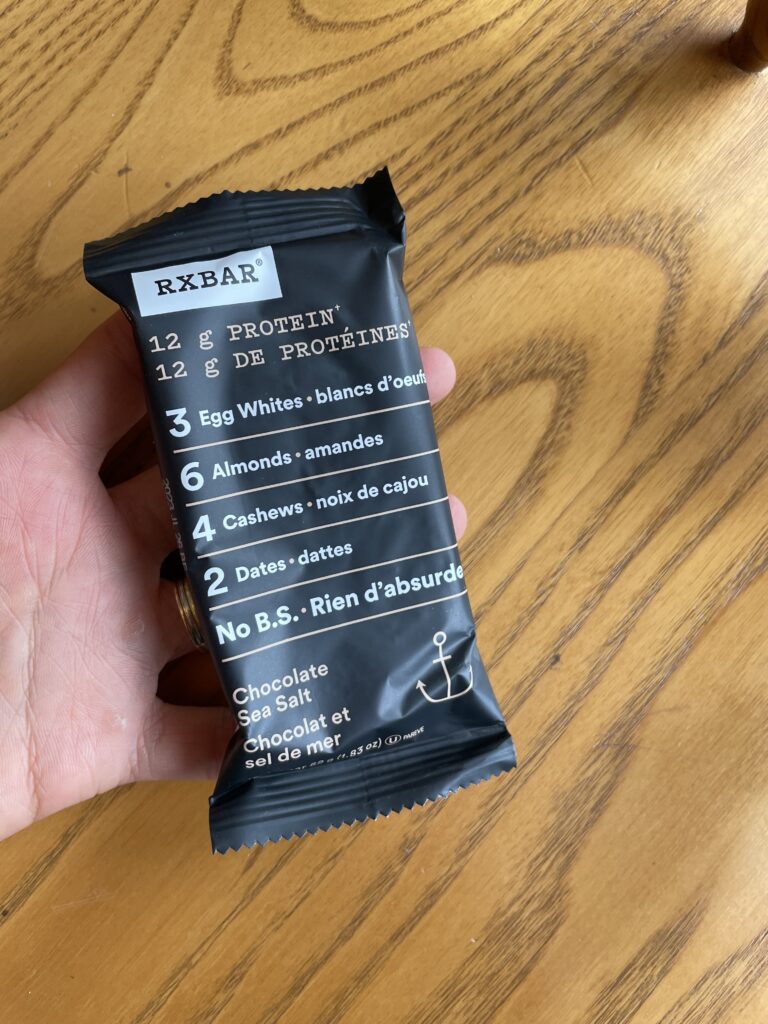 RXBAR®
12 g PROTEIN†
12 g DE PROTÉINES†
3 Egg Whites • blancs d'oeufs
6 Almonds • amandes
4 Cashews • noix de cajou
2 Dates • dattes
No B.S. • Rien d'absurde
Chocolate
Sea Salt
Chocolat et
sel de mer
(1.83 oz) U PAREVE